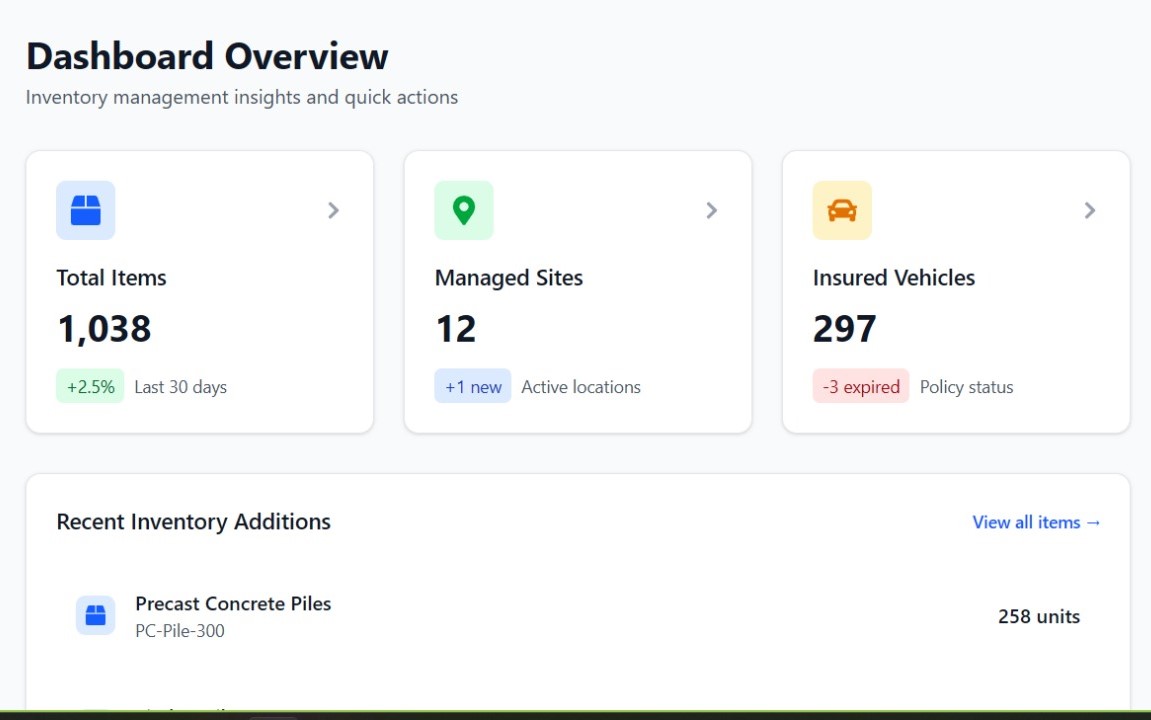 Dashboard Overview
Inventory management insights and quick actions
Total Items
1,038
+2.5% Last 30 days
Managed Sites
12
+1 new Active locations
Insured Vehicles
297
-3 expired Policy status
Recent Inventory Additions
View all items →
Precast Concrete Piles
PC-Pile-300
258 units